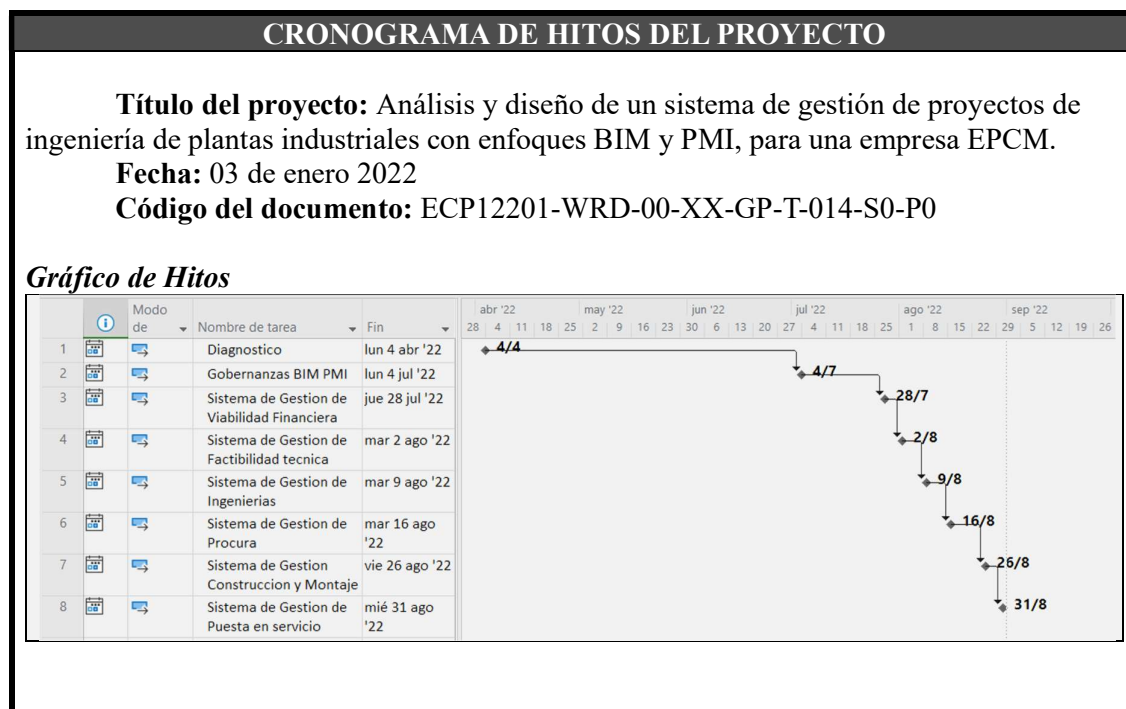 CRONOGRAMA DE HITOS DEL PROYECTO
Título del proyecto: Análisis y diseño de un sistema de gestión de proyectos de
ingeniería de plantas industriales con enfoques BIM y PMI, para una empresa EPCM.
Fecha: 03 de enero 2022
Código del documento: ECP12201-WRD-00-XX-GP-T-014-S0-P0
Gráfico de Hitos
Modo
de
Nombre de tarea
Fin
abr '22 may '22 jun '22 jul '22 ago '22 sep '22
28 4 11 18 25 2 9 16 23 30 6 13 20 27 4 11 18 25 1 8 15 22 29 5 12 19 26
1 Diagnostico lun 4 abr '22 4/4
2 Gobernanzas BIM PMI lun 4 jul '22 4/7
3 Sistema de Gestion de jue 28 jul '22 28/7
Viabilidad Financiera
4 Sistema de Gestion de mar 2 ago '22 2/8
Factibilidad tecnica
5 Sistema de Gestion de mar 9 ago '22 9/8
Ingenierias
6 Sistema de Gestion de mar 16 ago 16/8
Procura '22
7 Sistema de Gestion vie 26 ago '22 26/8
Construccion y Montaje
8 Sistema de Gestion de mié 31 ago 31/8
Puesta en servicio '22